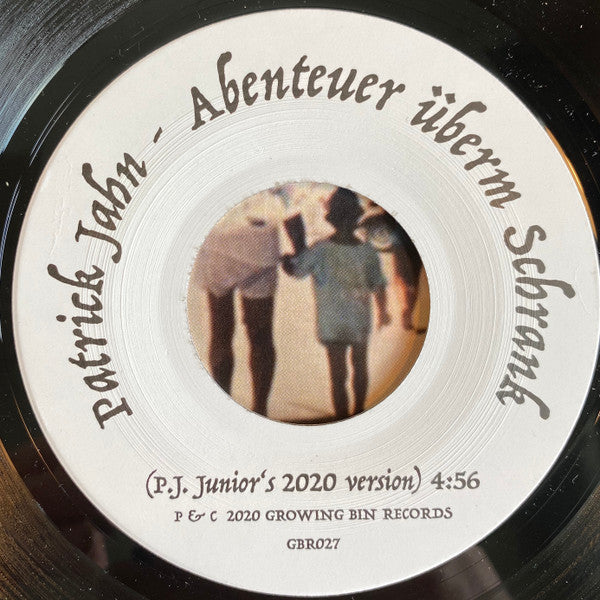 Patrick Jahn - Abenteuer überm Schrank
(P.J. Junior's 2020 version) 4:56
P & C 2020 GROWING BIN RECORDS
GBR027